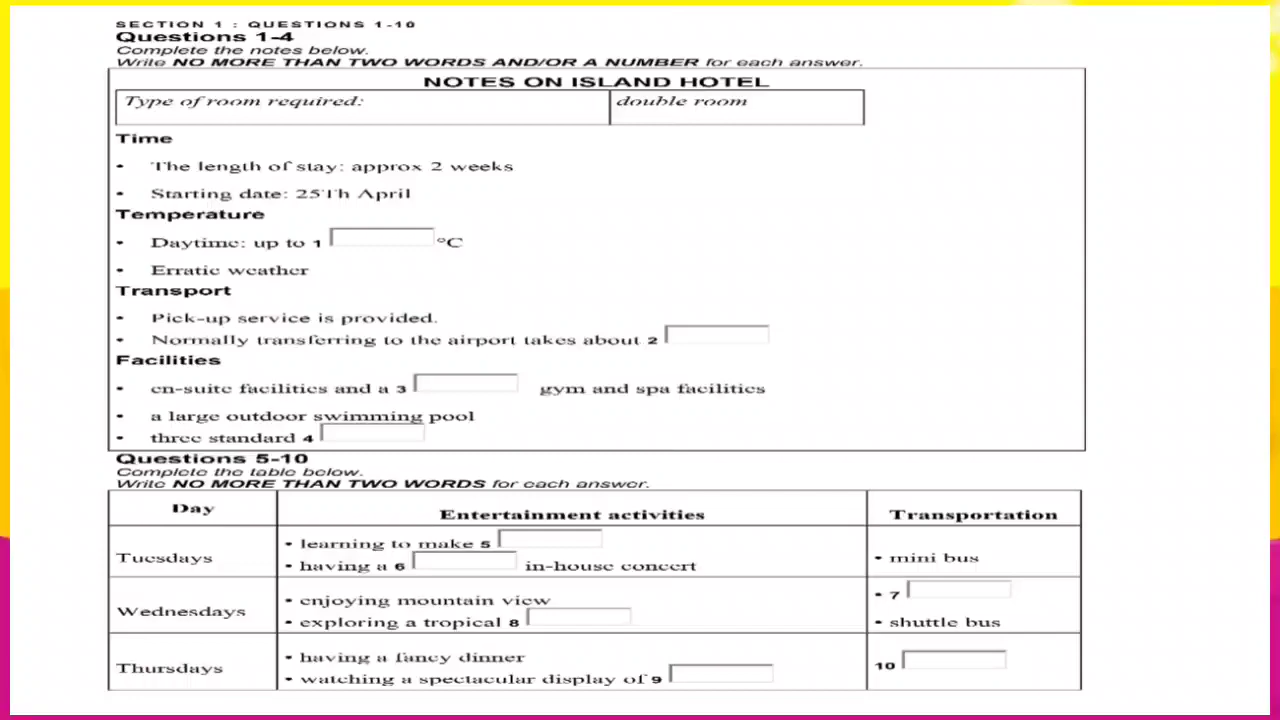 SECTION 1 : QUESTIONS 1-10
Questions 1-4
Complete the notes below.
Write NO MORE THAN TWO WORDS AND/OR A NUMBER for each answer.
NOTES ON ISLAND HOTEL
Type of room required: double room
Time
• The length of stay: approx 2 weeks
• Starting date: 25Th April
Temperature
• Daytime: up to 1 °C
• Erratic weather
Transport
• Pick-up service is provided.
• Normally transferring to the airport takes about 2
Facilities
• en-suite facilities and a 3 gym and spa facilities
• a large outdoor swimming pool
• three standard 4
Questions 5-10
Complete the table below.
Write NO MORE THAN TWO WORDS for each answer.
Day Entertainment activities Transportation
Tuesdays
• learning to make 5
• having a 6 in-house concert
• mini bus
Wednesdays
• enjoying mountain view
• exploring a tropical 8
• 7
• shuttle bus
Thursdays
• having a fancy dinner
• watching a spectacular display of 9
10